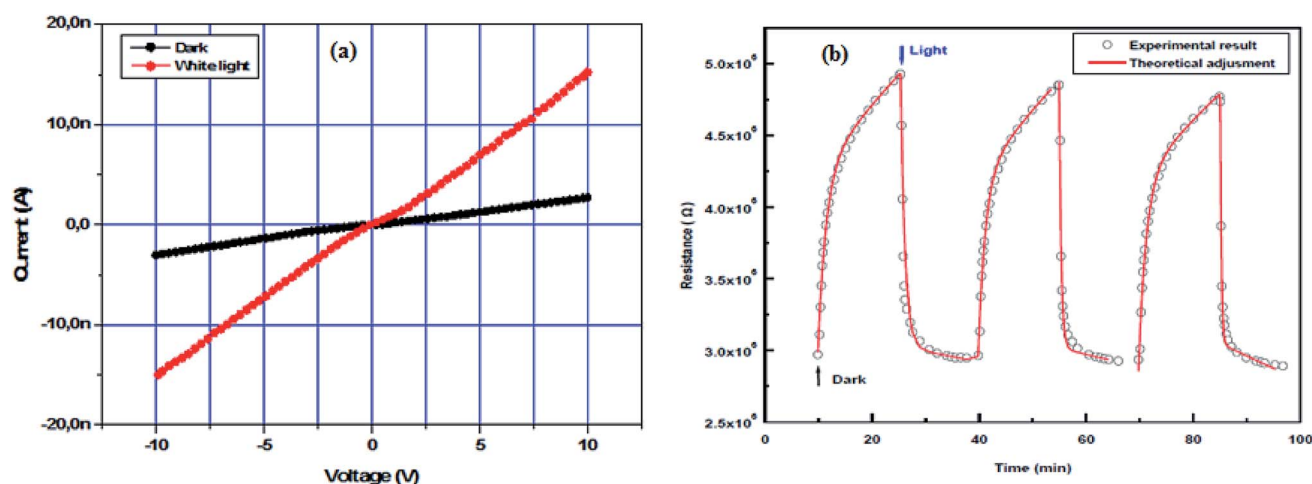 20,0n
10,0n
0,0
-10,0n
-20,0n
Current (A)
Dark
White light
(a)
-10
-5
0
5
10
Voltage (V)
5.0x10⁶
4.5x10⁶
4.0x10⁶
3.5x10⁶
3.0x10⁶
2.5x10⁶
Resistance (Ω)
(b)
Light
Experimental result
Theoretical adjusment
Dark
0
20
40
60
80
100
Time (min)